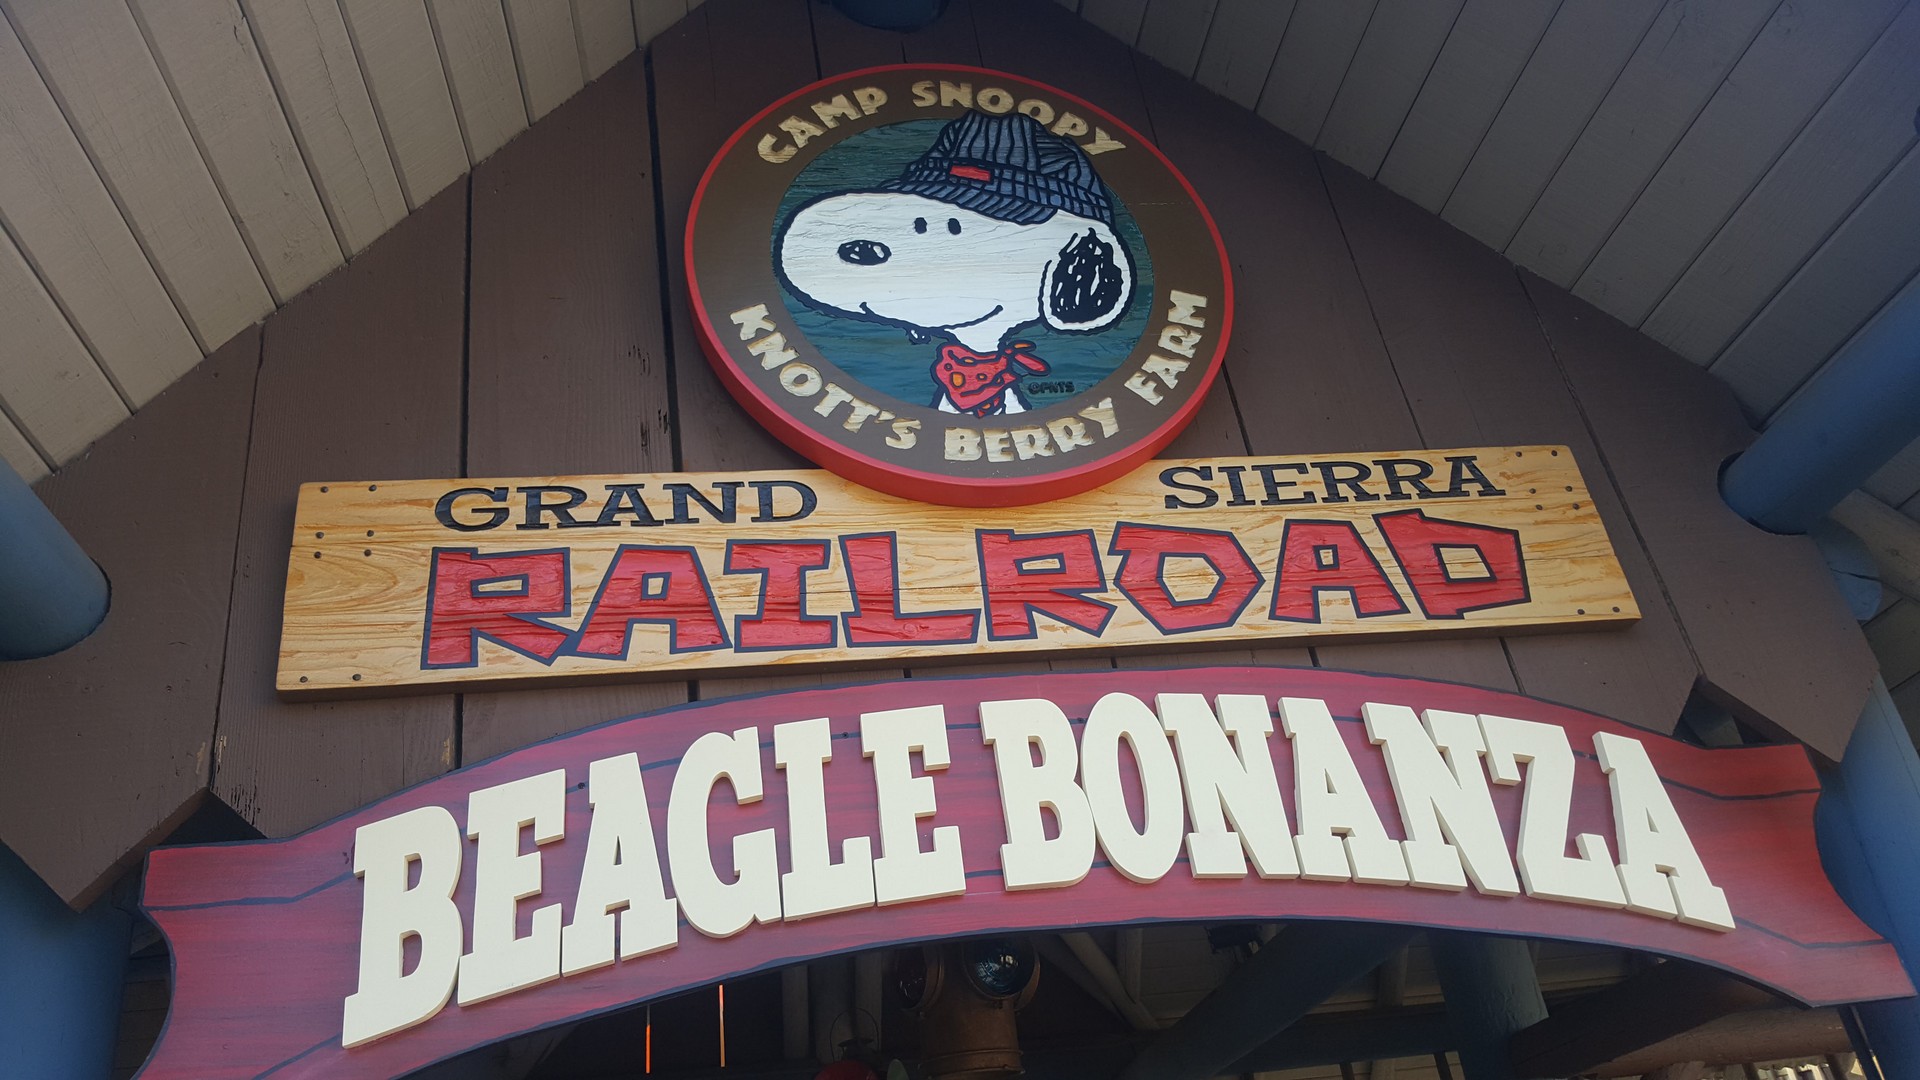 CAMP SNOOPY
©PNTS
KNOTT'S BERRY FARM
GRAND SIERRA
RAILROAD
BEAGLE BONANZA